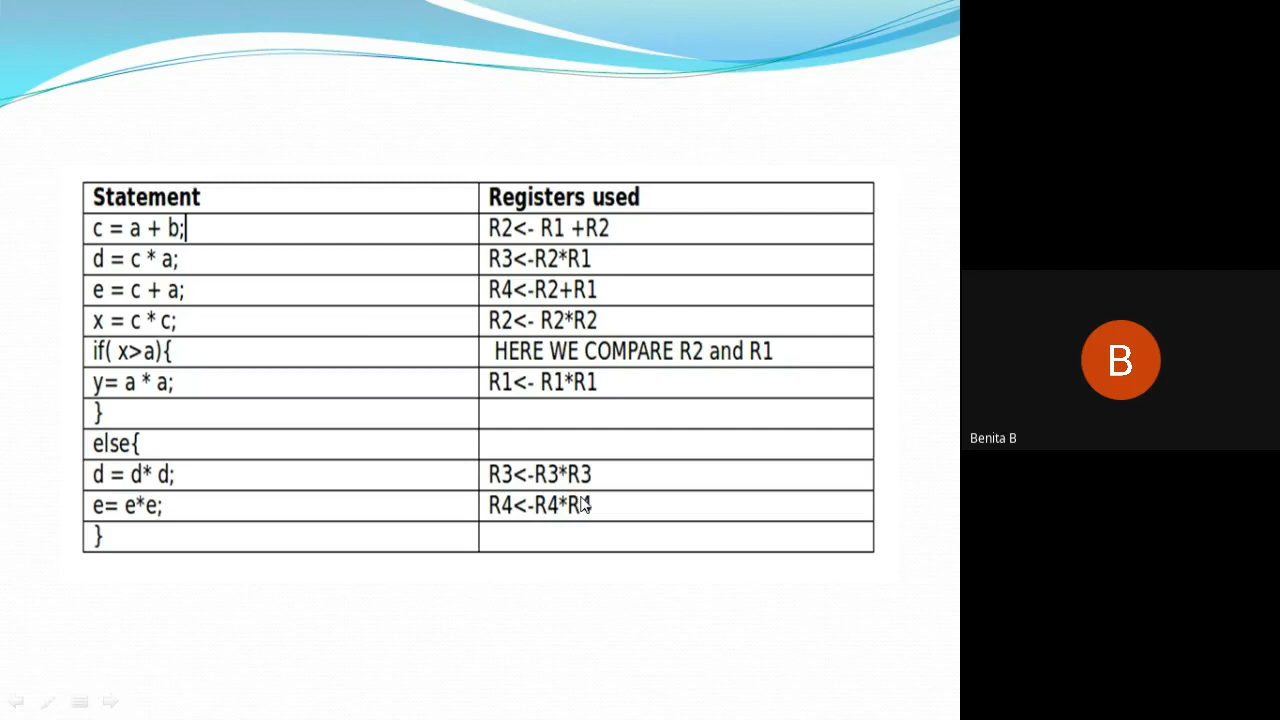 Statement Registers used
c = a + b; R2<- R1 +R2
d = c * a; R3<-R2*R1
e = c + a; R4<-R2+R1
x = c * c; R2<- R2*R2
if( x>a){ HERE WE COMPARE R2 and R1
y= a * a; R1<- R1*R1
}
else{
d = d* d; R3<-R3*R3
e= e*e; R4<-R4*R4
}
B
Benita B